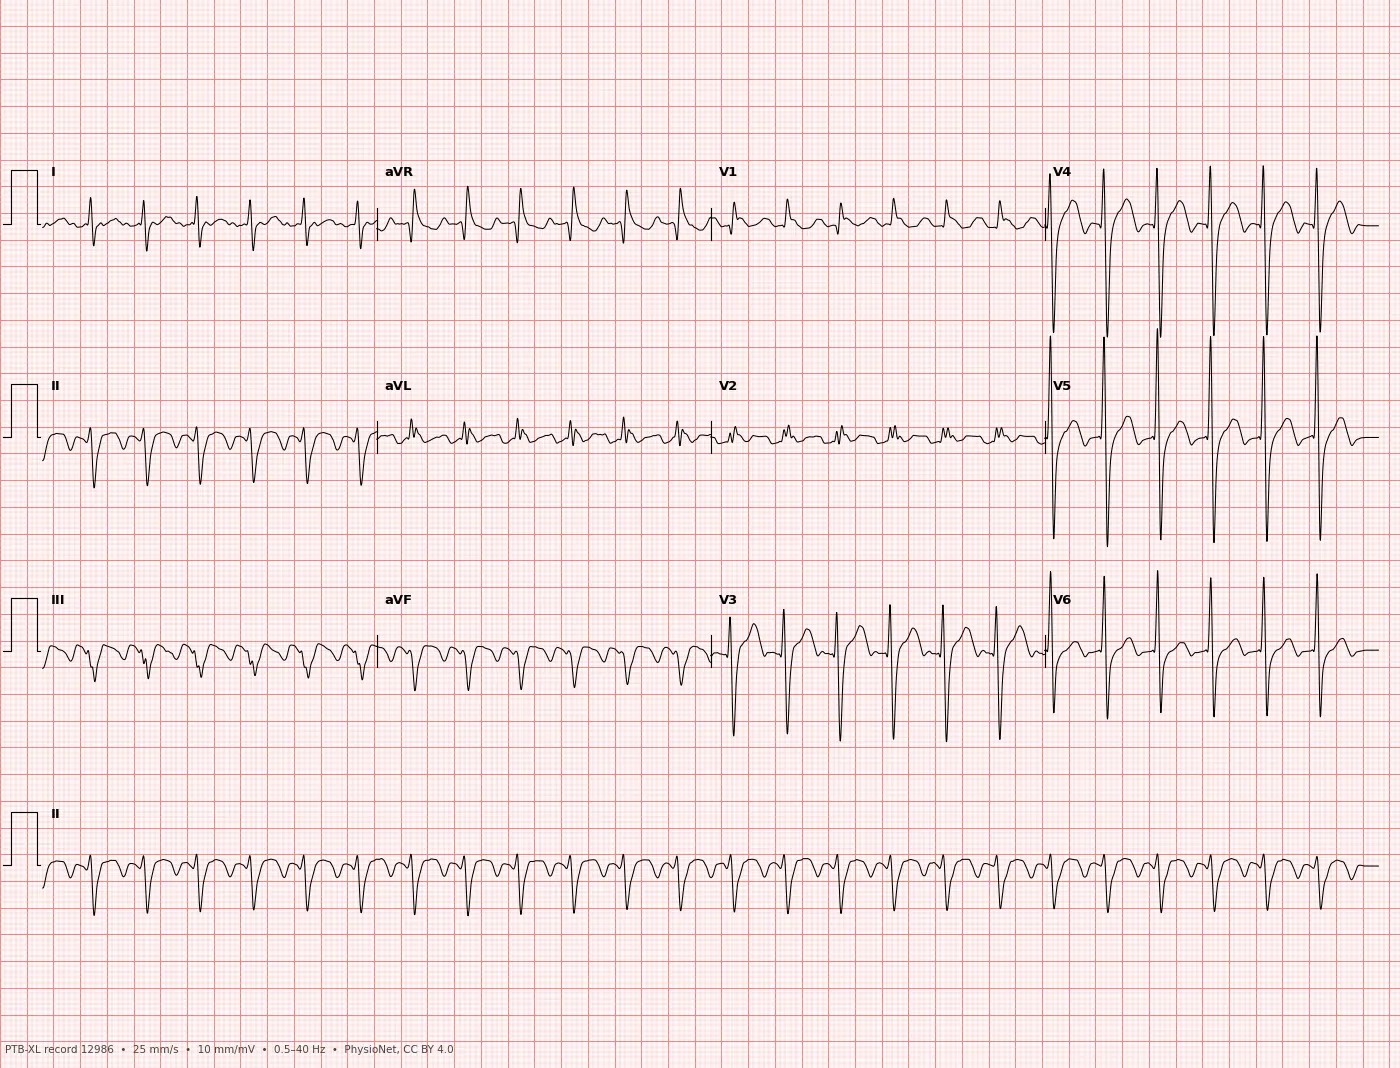 I aVR V1 V4
II aVL V2 V5
III aVF V3 V6
II
PTB-XL record 12986 • 25 mm/s • 10 mm/mV • 0.5–40 Hz • PhysioNet, CC BY 4.0